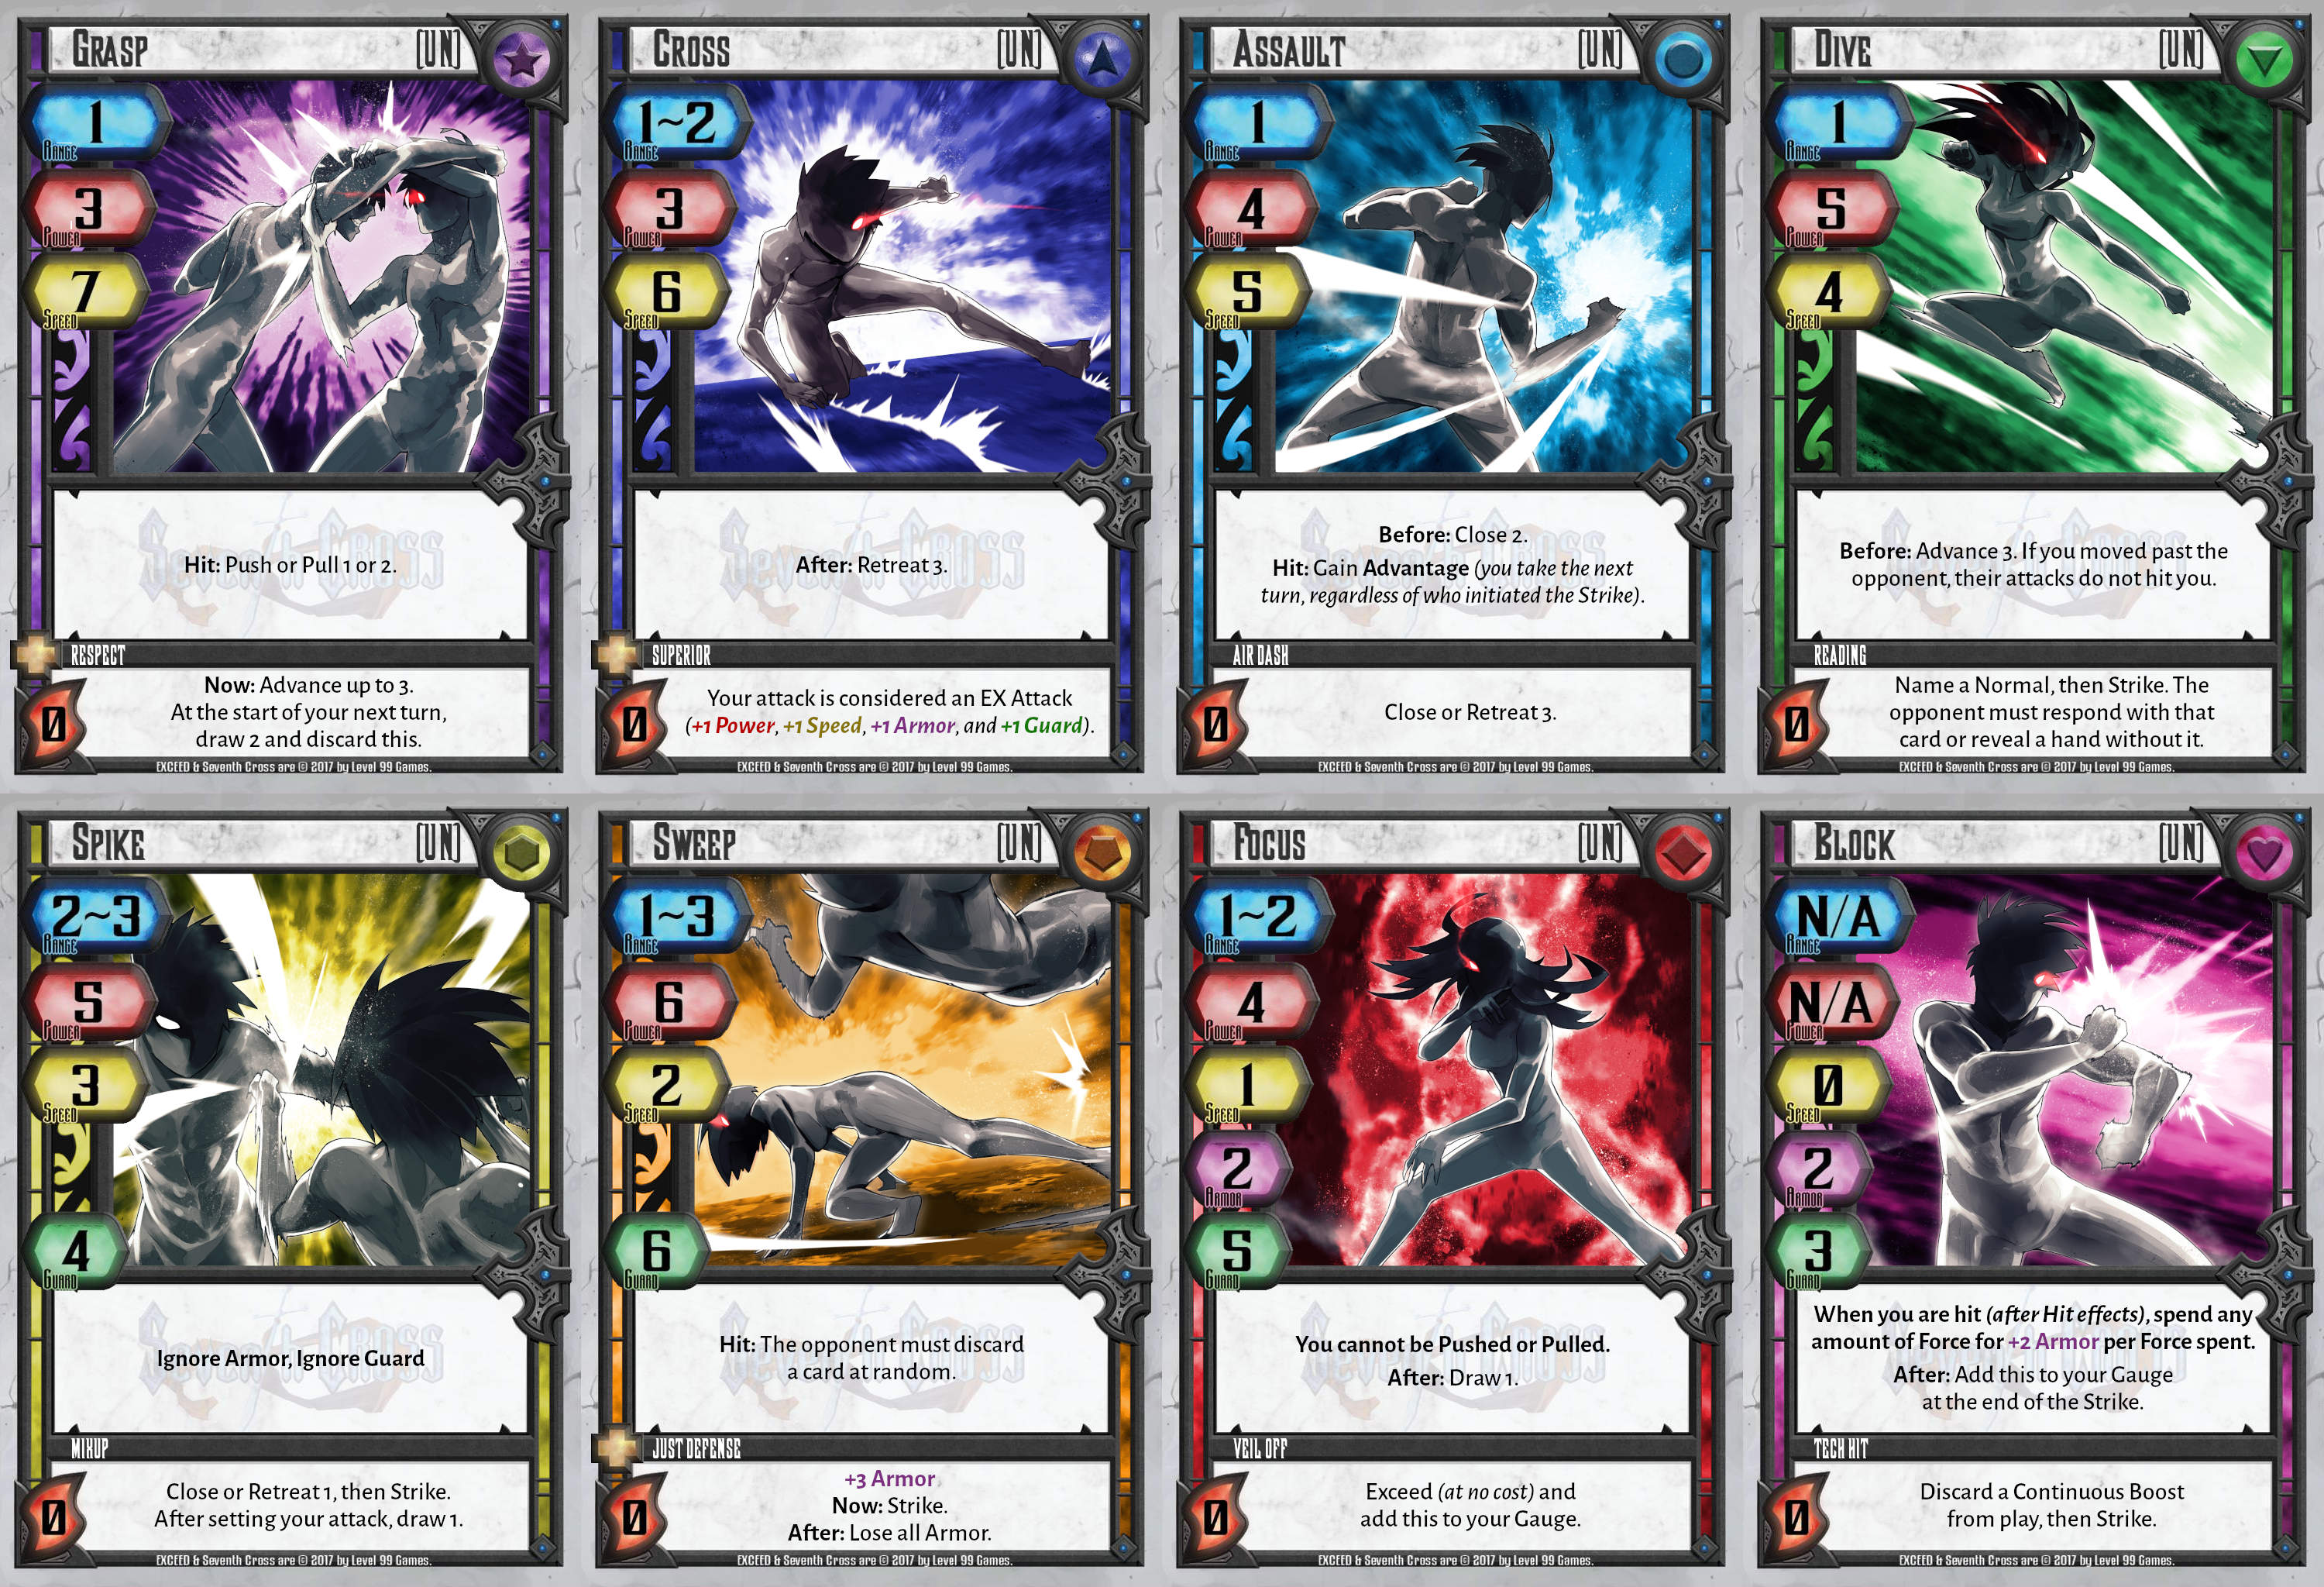 GRASP [UN]
1
RANGE
3
POWER
7
SPEED
Seventh Cross
Hit: Push or Pull 1 or 2.
RESPECT
Now: Advance up to 3.
At the start of your next turn,
draw 2 and discard this.
0
EXCEED & Seventh Cross are © 2017 by Level 99 Games.
CROSS [UN]
1~2
RANGE
3
POWER
6
SPEED
Seventh Cross
After: Retreat 3.
SUPERIOR
Your attack is considered an EX Attack
(+1 Power, +1 Speed, +1 Armor, and +1 Guard).
0
EXCEED & Seventh Cross are © 2017 by Level 99 Games.
ASSAULT [UN]
1
RANGE
4
POWER
5
SPEED
Seventh Cross
Before: Close 2.
Hit: Gain Advantage (you take the next
turn, regardless of who initiated the Strike).
AIR DASH
Close or Retreat 3.
0
EXCEED & Seventh Cross are © 2017 by Level 99 Games.
DIVE [UN]
1
RANGE
5
POWER
4
SPEED
Seventh Cross
Before: Advance 3. If you moved past the
opponent, their attacks do not hit you.
READING
Name a Normal, then Strike. The
opponent must respond with that
card or reveal a hand without it.
0
EXCEED & Seventh Cross are © 2017 by Level 99 Games.
SPIKE [UN]
2~3
RANGE
5
POWER
3
SPEED
4
GUARD
Seventh Cross
Ignore Armor, Ignore Guard
MIXUP
Close or Retreat 1, then Strike.
After setting your attack, draw 1.
0
EXCEED & Seventh Cross are © 2017 by Level 99 Games.
SWEEP [UN]
1~3
RANGE
6
POWER
2
SPEED
6
GUARD
Seventh Cross
Hit: The opponent must discard
a card at random.
JUST DEFENSE
+3 Armor
Now: Strike.
After: Lose all Armor.
0
EXCEED & Seventh Cross are © 2017 by Level 99 Games.
FOCUS [UN]
1~2
RANGE
4
POWER
1
SPEED
2
ARMOR
5
GUARD
Seventh Cross
You cannot be Pushed or Pulled.
After: Draw 1.
VEIL OFF
Exceed (at no cost) and
add this to your Gauge.
0
EXCEED & Seventh Cross are © 2017 by Level 99 Games.
BLOCK [UN]
N/A
RANGE
N/A
POWER
0
SPEED
2
ARMOR
3
GUARD
Seventh Cross
When you are hit (after Hit effects), spend any
amount of Force for +2 Armor per Force spent.
After: Add this to your Gauge
at the end of the Strike.
TECH HIT
Discard a Continuous Boost
from play, then Strike.
0
EXCEED & Seventh Cross are © 2017 by Level 99 Games.